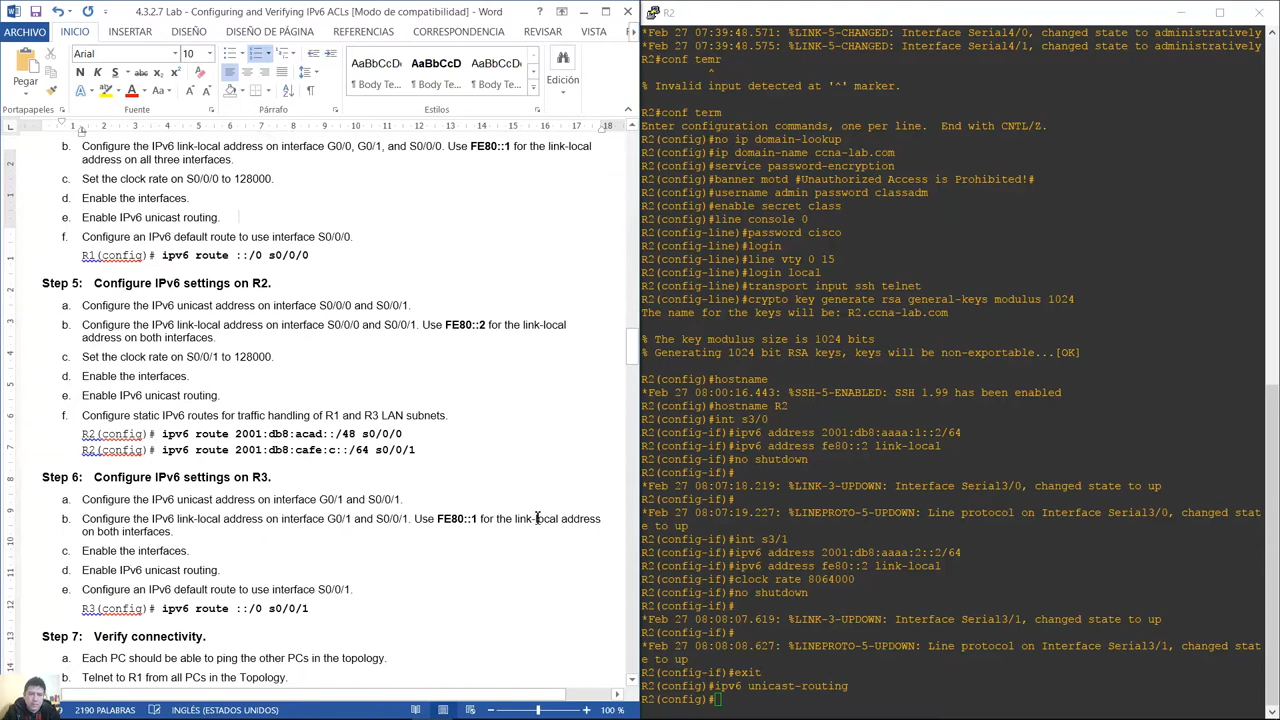 4.3.2.7 Lab - Configuring and Verifying IPv6 ACLs [Modo de compatibilidad] - Word
ARCHIVO INICIO INSERTAR DISEÑO DISEÑO DE PÁGINA REFERENCIAS CORRESPONDENCIA REVISAR VISTA
Arial 10
Pegar
AaBbCcD AaBbCcD AaBbCcD
¶ Body Te... ¶ Body Te... ¶ Body Te...
Edición
Portapapeles Fuente Párrafo Estilos
b. Configure the IPv6 link-local address on interface G0/0, G0/1, and S0/0/0. Use FE80::1 for the link-local
address on all three interfaces.
c. Set the clock rate on S0/0/0 to 128000.
d. Enable the interfaces.
e. Enable IPv6 unicast routing.
f. Configure an IPv6 default route to use interface S0/0/0.
R1(config)# ipv6 route ::/0 s0/0/0
Step 5: Configure IPv6 settings on R2.
a. Configure the IPv6 unicast address on interface S0/0/0 and S0/0/1.
b. Configure the IPv6 link-local address on interface S0/0/0 and S0/0/1. Use FE80::2 for the link-local
address on both interfaces.
c. Set the clock rate on S0/0/1 to 128000.
d. Enable the interfaces.
e. Enable IPv6 unicast routing.
f. Configure static IPv6 routes for traffic handling of R1 and R3 LAN subnets.
R2(config)# ipv6 route 2001:db8:acad::/48 s0/0/0
R2(config)# ipv6 route 2001:db8:cafe:c::/64 s0/0/1
Step 6: Configure IPv6 settings on R3.
a. Configure the IPv6 unicast address on interface G0/1 and S0/0/1.
b. Configure the IPv6 link-local address on interface G0/1 and S0/0/1. Use FE80::1 for the link-local address
on both interfaces.
c. Enable the interfaces.
d. Enable IPv6 unicast routing.
e. Configure an IPv6 default route to use interface S0/0/1.
R3(config)# ipv6 route ::/0 s0/0/1
Step 7: Verify connectivity.
a. Each PC should be able to ping the other PCs in the topology.
b. Telnet to R1 from all PCs in the Topology.
2190 PALABRAS INGLÉS (ESTADOS UNIDOS) 100 %
R2
*Feb 27 07:39:48.571: %LINK-5-CHANGED: Interface Serial4/0, changed state to administratively
*Feb 27 07:39:48.575: %LINK-5-CHANGED: Interface Serial4/1, changed state to administratively
R2#conf temr
^
% Invalid input detected at '^' marker.
R2#conf term
Enter configuration commands, one per line. End with CNTL/Z.
R2(config)#no ip domain-lookup
R2(config)#ip domain-name ccna-lab.com
R2(config)#service password-encryption
R2(config)#banner motd #Unauthorized Access is Prohibited!#
R2(config)#username admin password classadm
R2(config)#enable secret class
R2(config)#line console 0
R2(config-line)#password cisco
R2(config-line)#login
R2(config-line)#line vty 0 15
R2(config-line)#login local
R2(config-line)#transport input ssh telnet
R2(config-line)#crypto key generate rsa general-keys modulus 1024
The name for the keys will be: R2.ccna-lab.com
% The key modulus size is 1024 bits
% Generating 1024 bit RSA keys, keys will be non-exportable...[OK]
R2(config)#hostname
*Feb 27 08:00:16.443: %SSH-5-ENABLED: SSH 1.99 has been enabled
R2(config)#hostname R2
R2(config)#int s3/0
R2(config-if)#ipv6 address 2001:db8:aaaa:1::2/64
R2(config-if)#ipv6 address fe80::2 link-local
R2(config-if)#no shutdown
R2(config-if)#
*Feb 27 08:07:18.219: %LINK-3-UPDOWN: Interface Serial3/0, changed state to up
R2(config-if)#
*Feb 27 08:07:19.227: %LINEPROTO-5-UPDOWN: Line protocol on Interface Serial3/0, changed stat
e to up
R2(config-if)#int s3/1
R2(config-if)#ipv6 address 2001:db8:aaaa:2::2/64
R2(config-if)#ipv6 address fe80::2 link-local
R2(config-if)#clock rate 8064000
R2(config-if)#no shutdown
R2(config-if)#
*Feb 27 08:08:07.619: %LINK-3-UPDOWN: Interface Serial3/1, changed state to up
R2(config-if)#
*Feb 27 08:08:08.627: %LINEPROTO-5-UPDOWN: Line protocol on Interface Serial3/1, changed stat
e to up
R2(config-if)#exit
R2(config)#ipv6 unicast-routing
R2(config)#